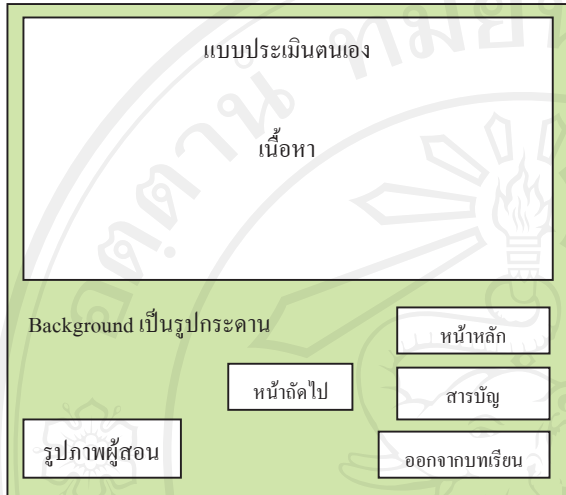 แบบประเมินตนเอง
เนื้อหา
Background เป็นรูปกระดาน
หน้าหลัก
หน้าถัดไป
สารบัญ
รูปภาพผู้สอน
ออกจากบทเรียน